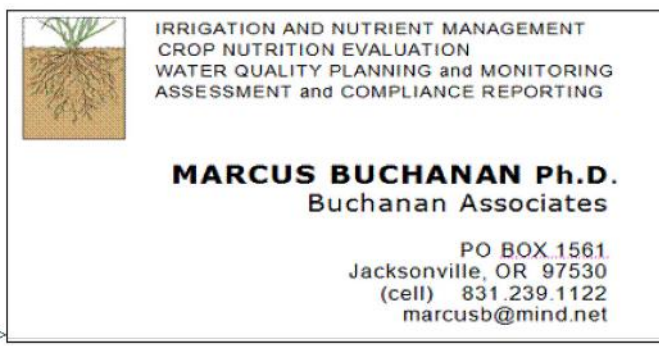 IRRIGATION AND NUTRIENT MANAGEMENT
CROP NUTRITION EVALUATION
WATER QUALITY PLANNING and MONITORING
ASSESSMENT and COMPLIANCE REPORTING
MARCUS BUCHANAN Ph.D.
Buchanan Associates
PO BOX 1561
Jacksonville, OR 97530
(cell) 831.239.1122
marcusb@mind.net